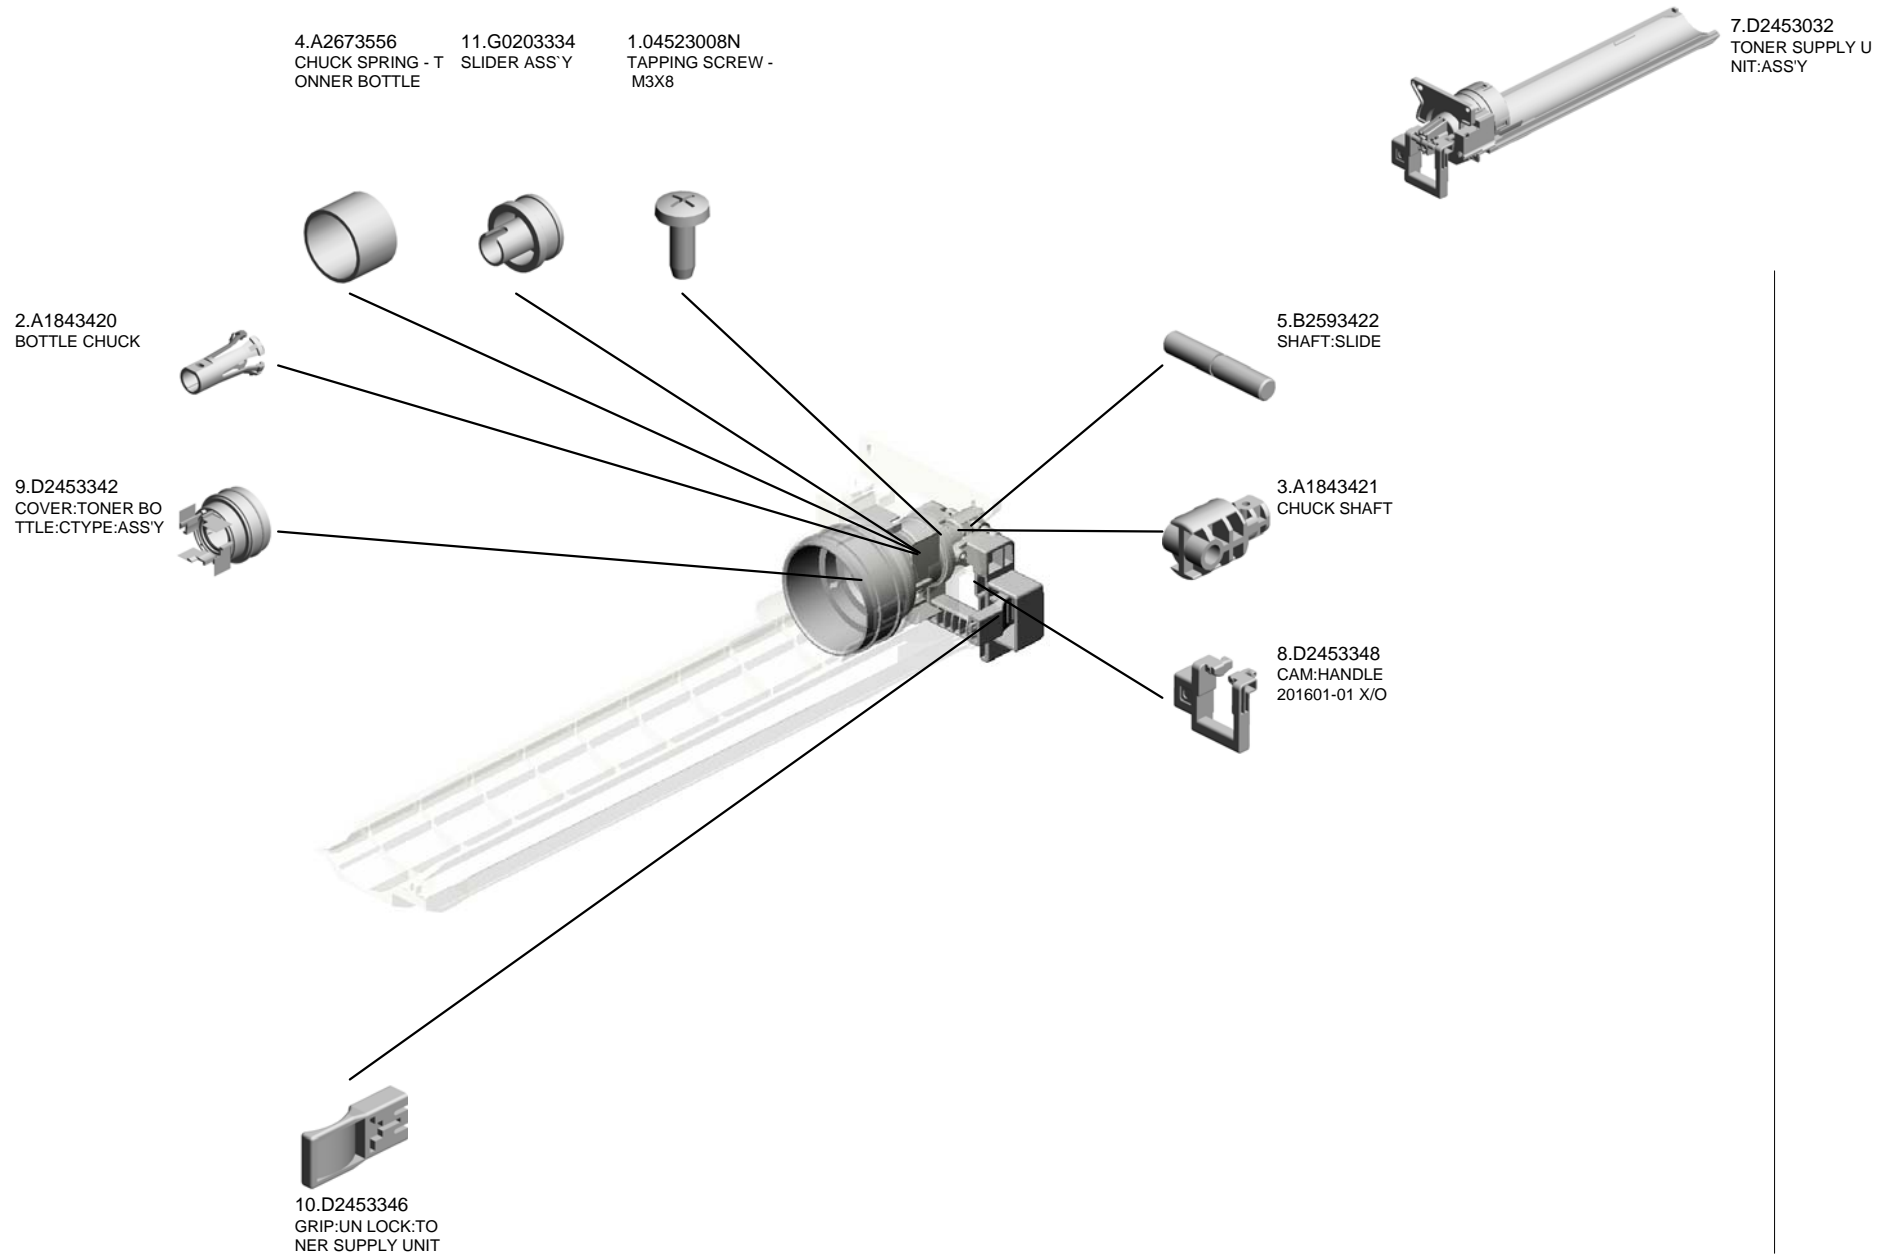 4.A2673556
CHUCK SPRING - T
ONNER BOTTLE
11.G0203334
SLIDER ASS`Y
1.04523008N
TAPPING SCREW -
M3X8
7.D2453032
TONER SUPPLY U
NIT:ASS'Y
2.A1843420
BOTTLE CHUCK
5.B2593422
SHAFT:SLIDE
9.D2453342
COVER:TONER BO
TTLE:CTYPE:ASS'Y
3.A1843421
CHUCK SHAFT
8.D2453348
CAM:HANDLE
201601-01 X/O
10.D2453346
GRIP:UN LOCK:TO
NER SUPPLY UNIT